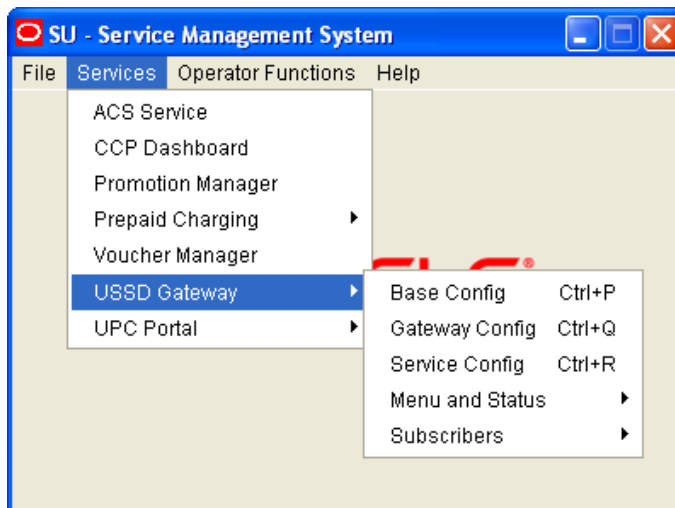 SU - Service Management System
File Services Operator Functions Help
ACS Service
CCP Dashboard
Promotion Manager
Prepaid Charging
Voucher Manager
USSD Gateway
UPC Portal
Base Config Ctrl+P
Gateway Config Ctrl+Q
Service Config Ctrl+R
Menu and Status
Subscribers